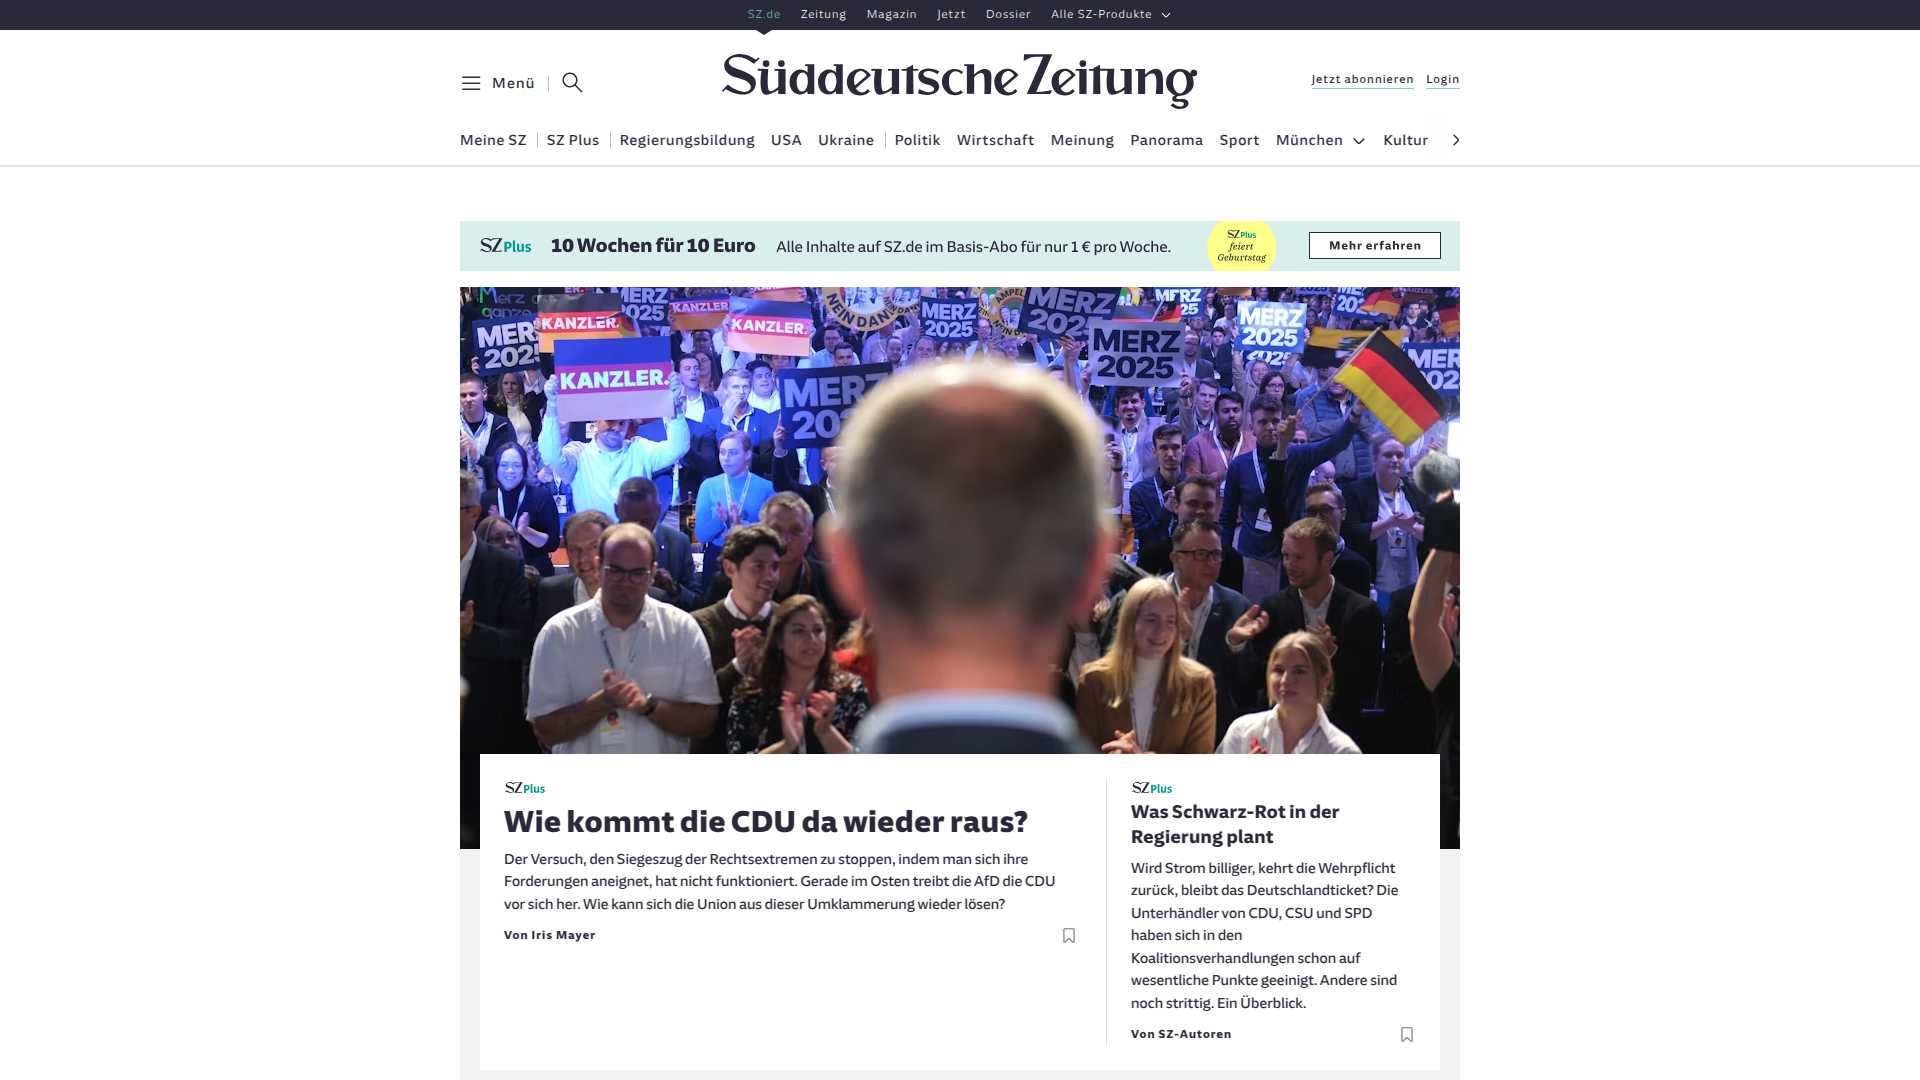 SZ.de Zeitung Magazin Jetzt Dossier Alle SZ-Produkte
Menü
Süddeutsche Zeitung
Jetzt abonnieren Login
Meine SZ SZ Plus Regierungsbildung USA Ukraine Politik Wirtschaft Meinung Panorama Sport München Kultur
SZ Plus 10 Wochen für 10 Euro Alle Inhalte auf SZ.de im Basis-Abo für nur 1 € pro Woche.
SZ Plus
feiert
Geburtstag
Mehr erfahren
KANZLER.
KANZLER.
KANZLER.
KANZLER.
NEIN DAN
MERZ
2025
MERZ
2025
MERZ
2025
MERZ
2025
SZ Plus
Wie kommt die CDU da wieder raus?
Der Versuch, den Siegeszug der Rechtsextremen zu stoppen, indem man sich ihre
Forderungen aneignet, hat nicht funktioniert. Gerade im Osten treibt die AfD die CDU
vor sich her. Wie kann sich die Union aus dieser Umklammerung wieder lösen?
Von Iris Mayer
SZ Plus
Was Schwarz-Rot in der
Regierung plant
Wird Strom billiger, kehrt die Wehrpflicht
zurück, bleibt das Deutschlandticket? Die
Unterhändler von CDU, CSU und SPD
haben sich in den
Koalitionsverhandlungen schon auf
wesentliche Punkte geeinigt. Andere sind
noch strittig. Ein Überblick.
Von SZ-Autoren